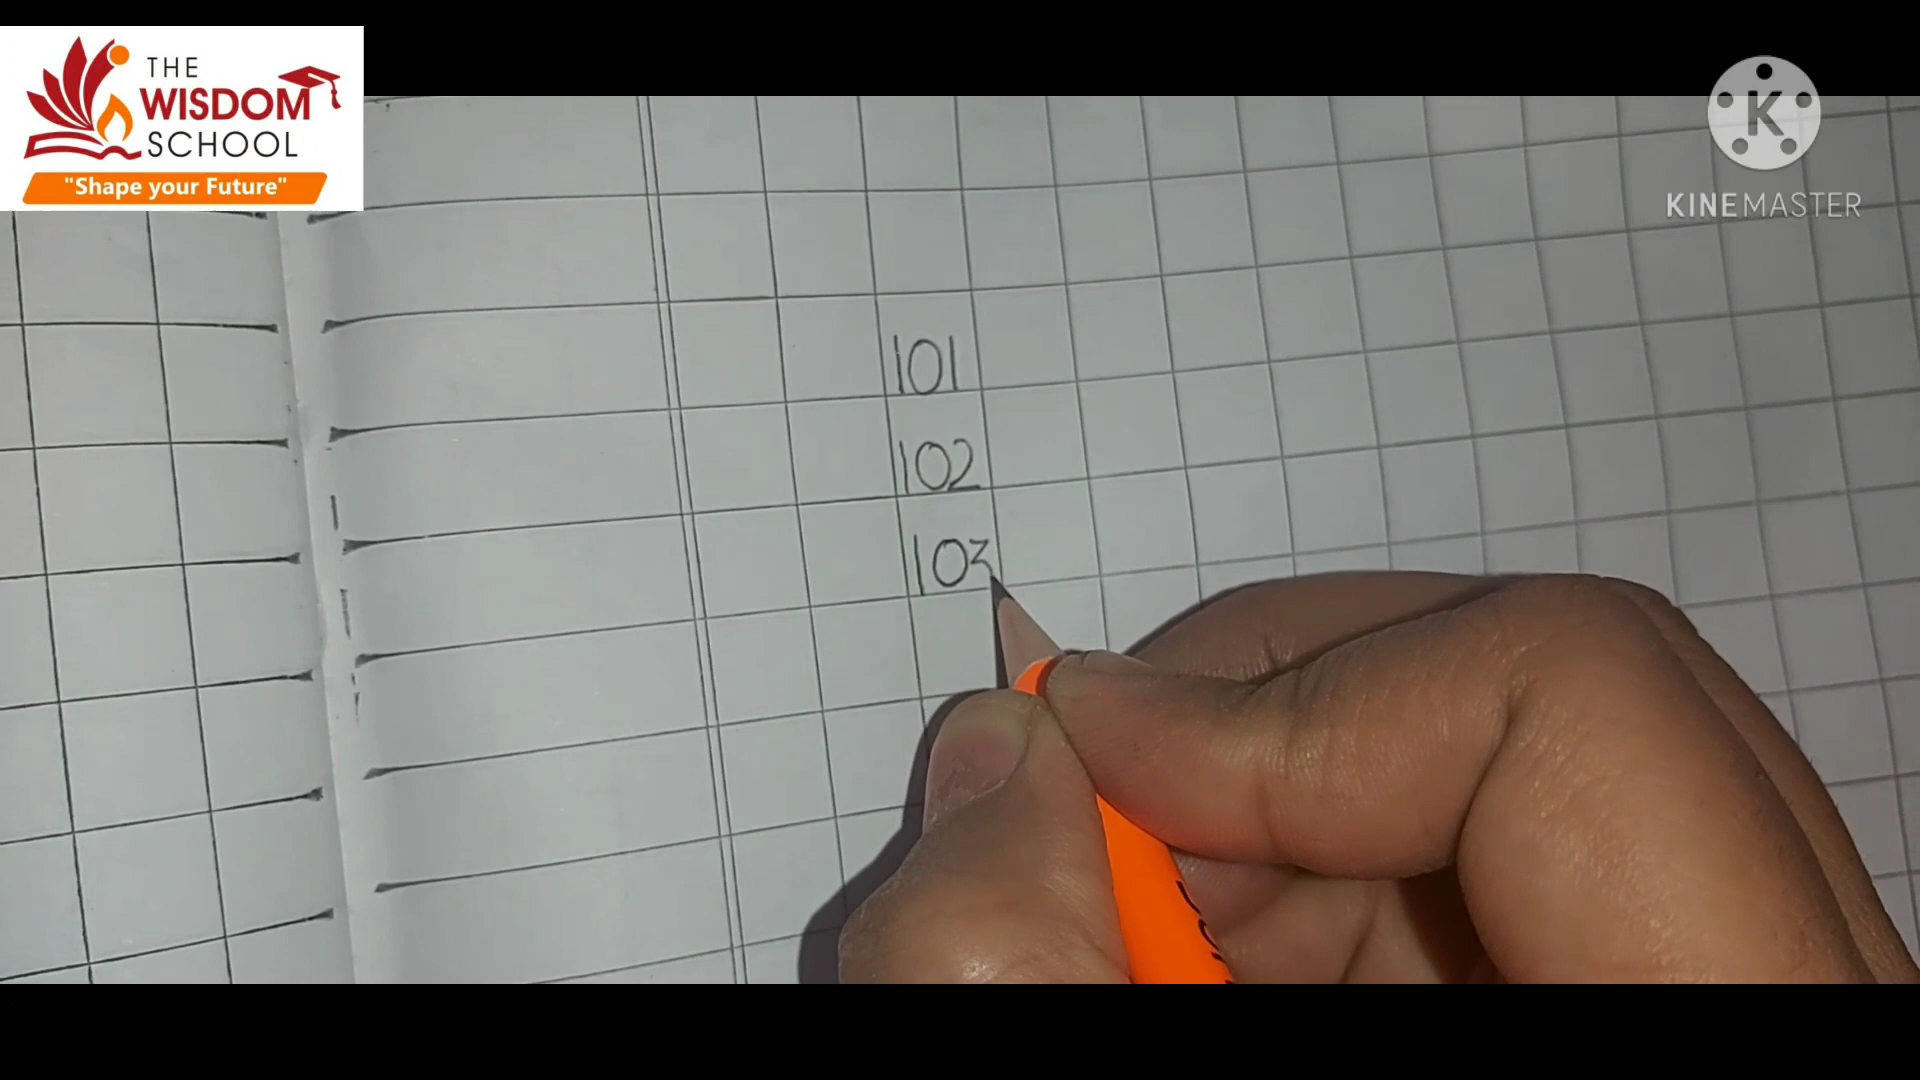 THE
WISDOM
SCHOOL
"Shape your Future"
K
KINEMASTER
101
102
103